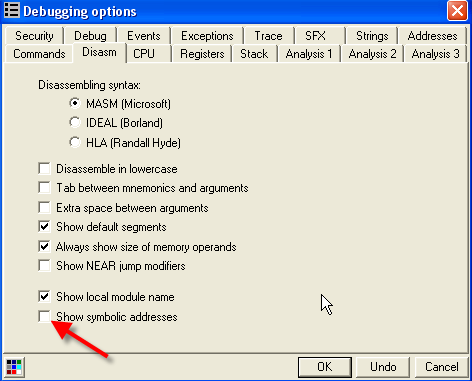 Debugging options
Security Debug Events Exceptions Trace SFX Strings Addresses
Commands Disasm CPU Registers Stack Analysis 1 Analysis 2 Analysis 3
Disassembling syntax:
MASM (Microsoft)
IDEAL (Borland)
HLA (Randall Hyde)
Disassemble in lowercase
Tab between mnemonics and arguments
Extra space between arguments
Show default segments
Always show size of memory operands
Show NEAR jump modifiers
Show local module name
Show symbolic addresses
OK Undo Cancel